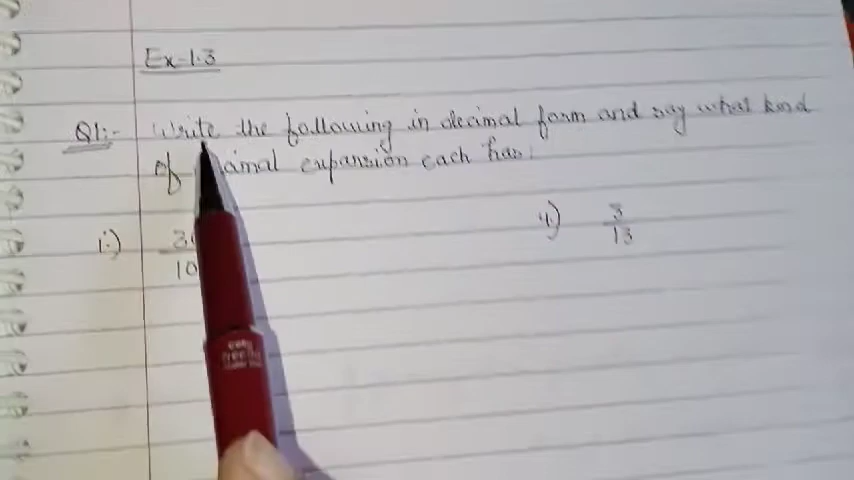 Ex-1.3
Q1:- Write the following in decimal form and say what kind
of expansion each has.
i.) ii.) 3
13